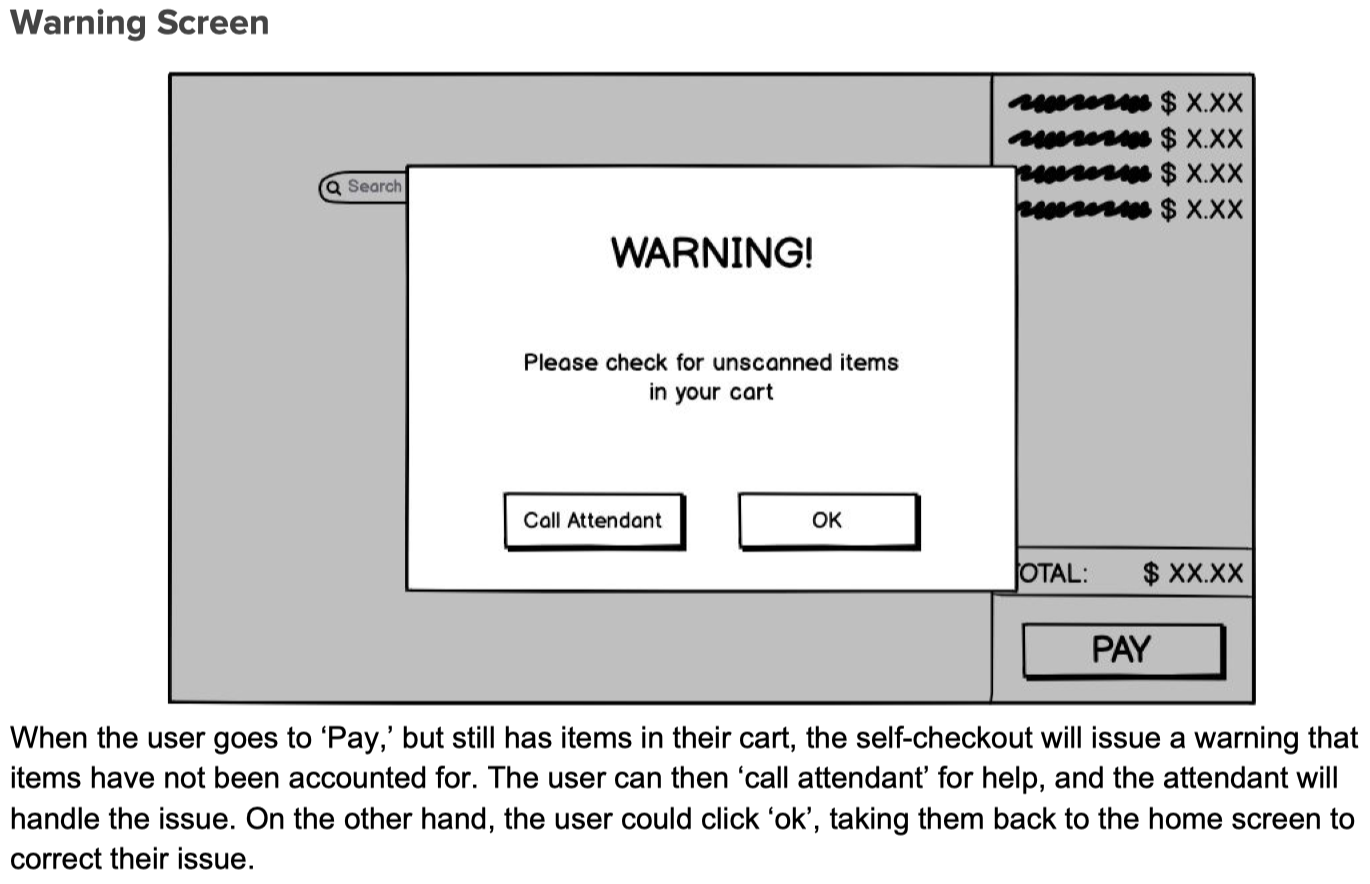 Warning Screen
$ X.XX
$ X.XX
Search
$ X.XX
$ X.XX
WARNING!
Please check for unscanned items
in your cart
Call Attendant
OK
OTAL: $ XX.XX
PAY
When the user goes to ‘Pay,’ but still has items in their cart, the self-checkout will issue a warning that
items have not been accounted for. The user can then ‘call attendant’ for help, and the attendant will
handle the issue. On the other hand, the user could click ‘ok’, taking them back to the home screen to
correct their issue.